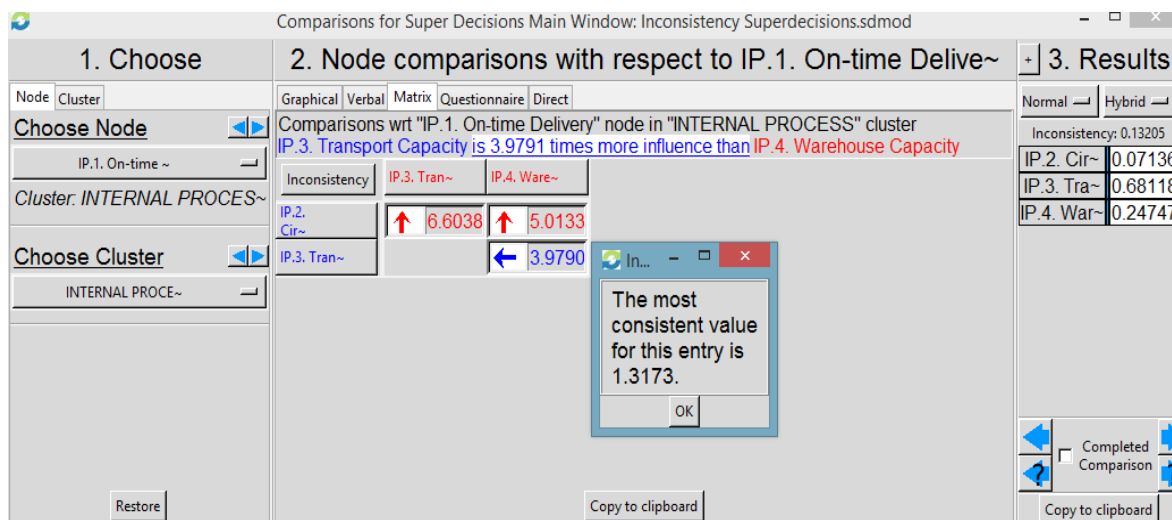 Comparisons for Super Decisions Main Window: Inconsistency Superdecisions.sdmod
1. Choose
2. Node comparisons with respect to IP.1. On-time Delive~
+ 3. Results
Node Cluster
Graphical Verbal Matrix Questionnaire Direct
Normal Hybrid
Choose Node
Comparisons wrt "IP.1. On-time Delivery" node in "INTERNAL PROCESS" cluster
IP.3. Transport Capacity is 3.9791 times more influence than IP.4. Warehouse Capacity
Inconsistency: 0.13205
IP.1. On-time ~
Cluster: INTERNAL PROCES~
Inconsistency IP.3. Tran~ IP.4. Ware~
IP.2. Cir~ 6.6038 5.0133
IP.3. Tran~ 3.9790
IP.2. Cir~ 0.07136
IP.3. Tra~ 0.68118
IP.4. War~ 0.24747
Choose Cluster
INTERNAL PROCE~
In...
The most
consistent value
for this entry is
1.3173.
OK
Completed
Comparison
?
Restore
Copy to clipboard
Copy to clipboard